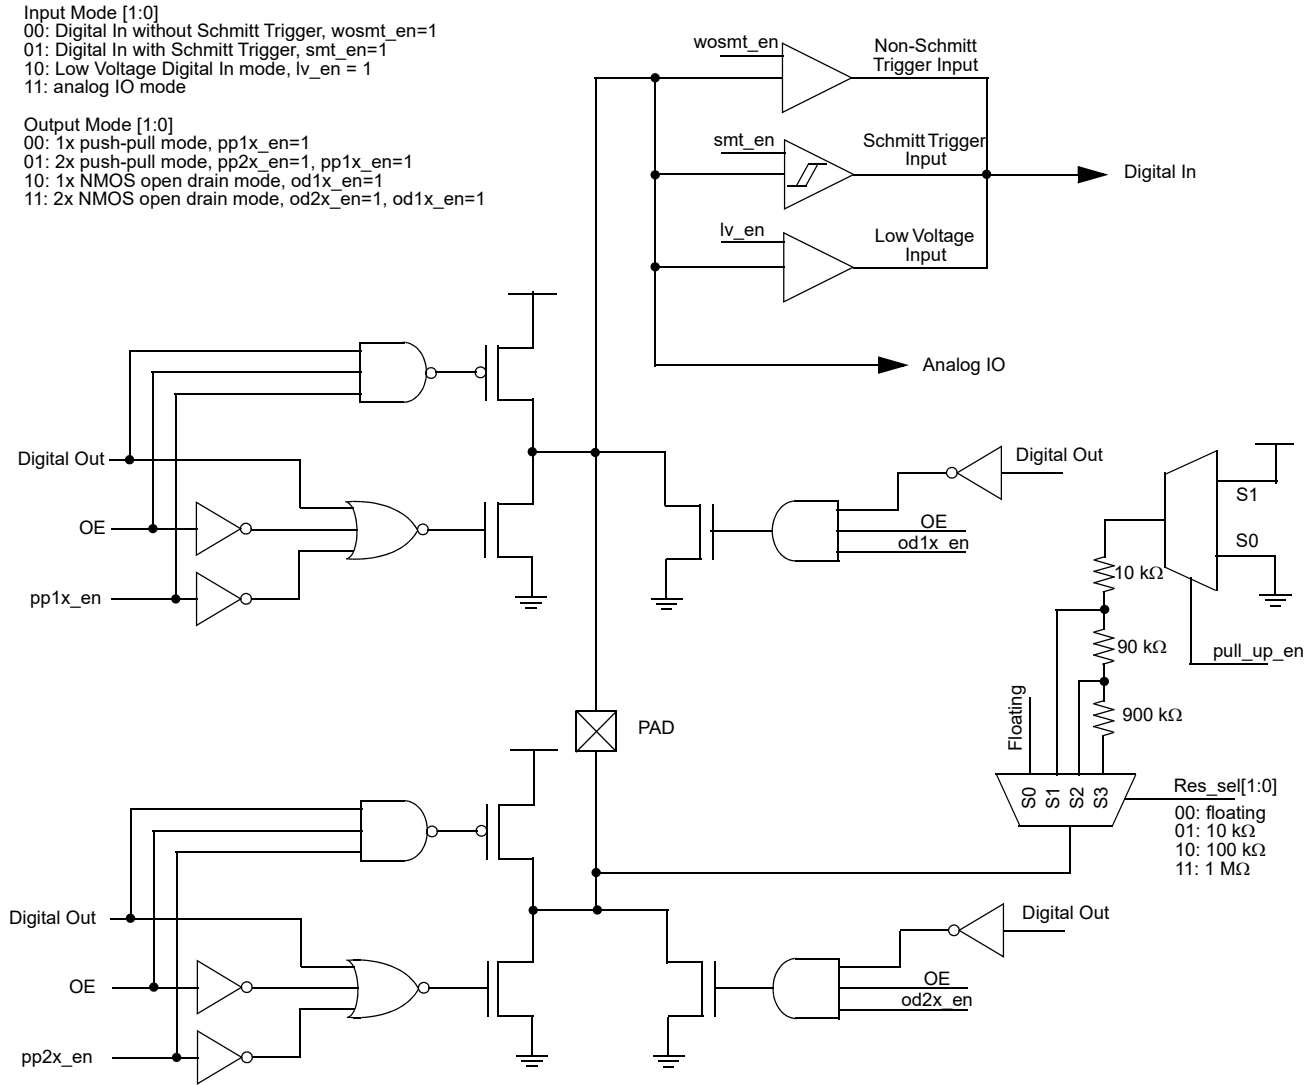 Input Mode [1:0]
00: Digital In without Schmitt Trigger, wosmt_en=1
01: Digital In with Schmitt Trigger, smt_en=1
10: Low Voltage Digital In mode, lv_en = 1
11: analog IO mode
Output Mode [1:0]
00: 1x push-pull mode, pp1x_en=1
01: 2x push-pull mode, pp2x_en=1, pp1x_en=1
10: 1x NMOS open drain mode, od1x_en=1
11: 2x NMOS open drain mode, od2x_en=1, od1x_en=1
wosmt_en
Non-Schmitt
Trigger Input
smt_en
Schmitt Trigger
Input
Digital In
lv_en
Low Voltage
Input
Analog IO
Digital Out
OE
pp1x_en
Digital Out
OE
od1x_en
S1
S0
10 kΩ
90 kΩ
900 kΩ
pull_up_en
Floating
S0
S1
S2
S3
Res_sel[1:0]
00: floating
01: 10 kΩ
10: 100 kΩ
11: 1 MΩ
PAD
Digital Out
OE
pp2x_en
Digital Out
OE
od2x_en